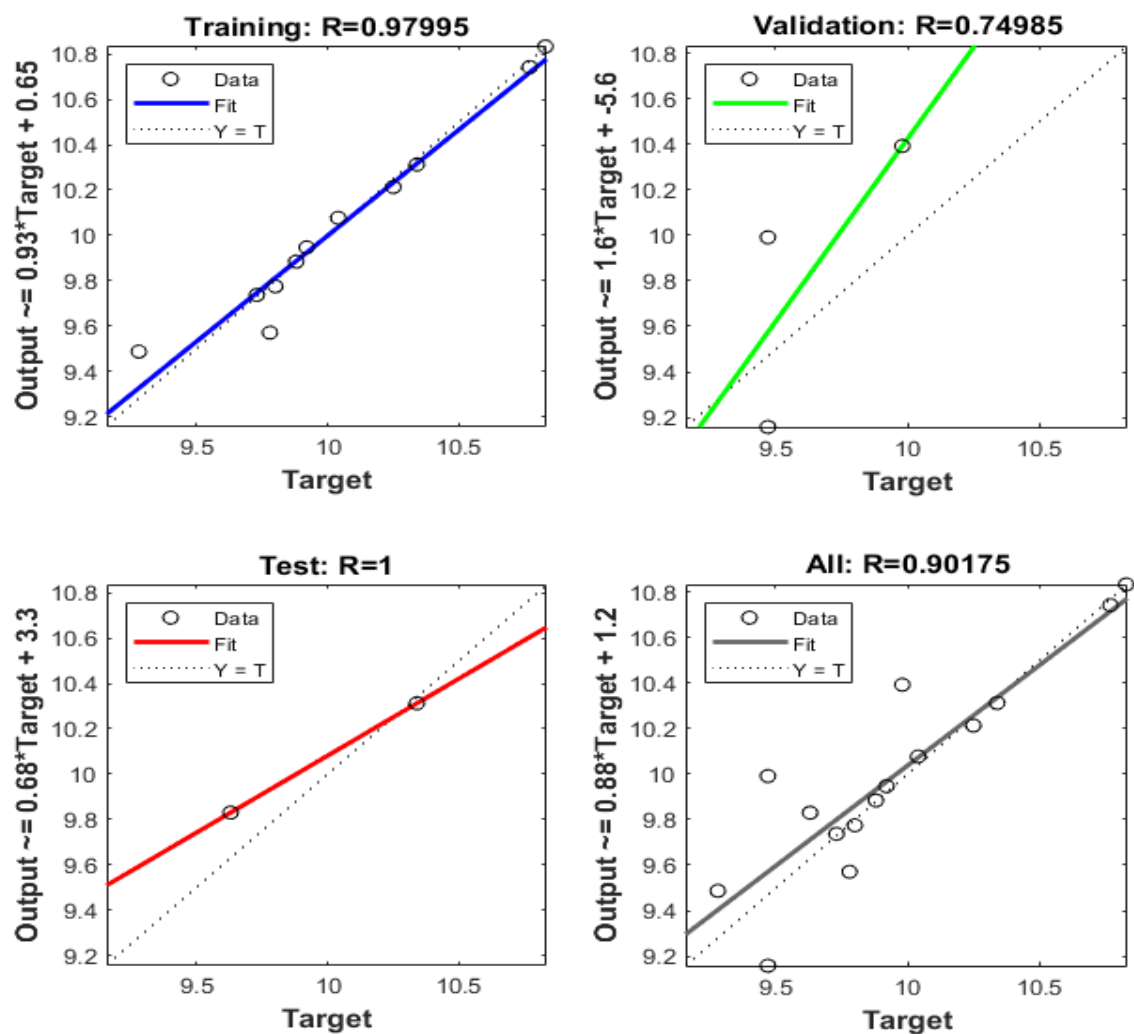 Training: R=0.97995
Output ~= 0.93*Target + 0.65
10.8
10.6
10.4
10.2
10
9.8
9.6
9.4
9.2
Data
Fit
Y = T
9.5
10
10.5
Target
Validation: R=0.74985
Output ~= 1.6*Target + -5.6
10.8
10.6
10.4
10.2
10
9.8
9.6
9.4
9.2
Data
Fit
Y = T
9.5
10
10.5
Target
Test: R=1
Output ~= 0.68*Target + 3.3
10.8
10.6
10.4
10.2
10
9.8
9.6
9.4
9.2
Data
Fit
Y = T
9.5
10
10.5
Target
All: R=0.90175
Output ~= 0.88*Target + 1.2
10.8
10.6
10.4
10.2
10
9.8
9.6
9.4
9.2
Data
Fit
Y = T
9.5
10
10.5
Target